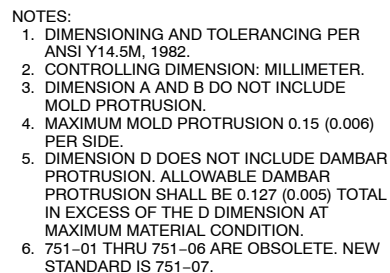 NOTES:
1. DIMENSIONING AND TOLERANCING PER
ANSI Y14.5M, 1982.
2. CONTROLLING DIMENSION: MILLIMETER.
3. DIMENSION A AND B DO NOT INCLUDE
MOLD PROTRUSION.
4. MAXIMUM MOLD PROTRUSION 0.15 (0.006)
PER SIDE.
5. DIMENSION D DOES NOT INCLUDE DAMBAR
PROTRUSION. ALLOWABLE DAMBAR
PROTRUSION SHALL BE 0.127 (0.005) TOTAL
IN EXCESS OF THE D DIMENSION AT
MAXIMUM MATERIAL CONDITION.
6. 751−01 THRU 751−06 ARE OBSOLETE. NEW
STANDARD IS 751−07.